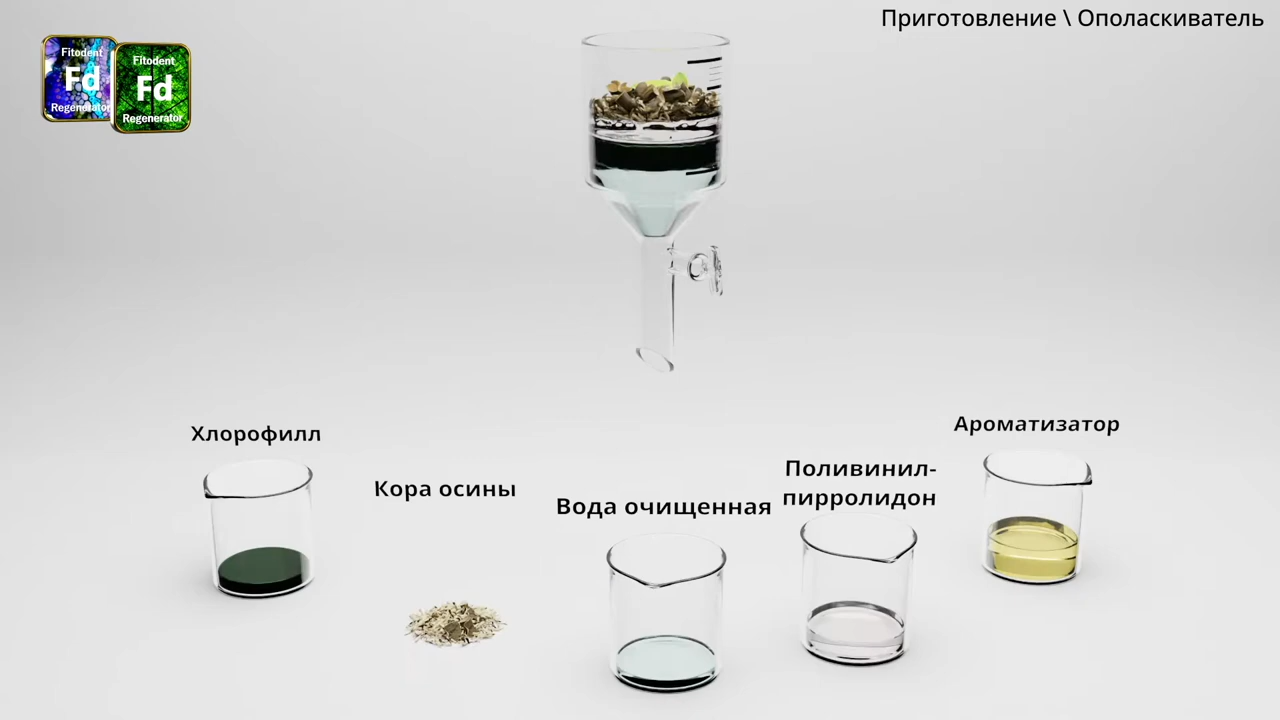 Приготовление \ Ополаскиватель
Fitodent
Fd
Regenerator
Fitodent
Fd
Regenerator
Хлорофилл
Кора осины
Вода очищенная
Поливинил-
пирролидон
Ароматизатор